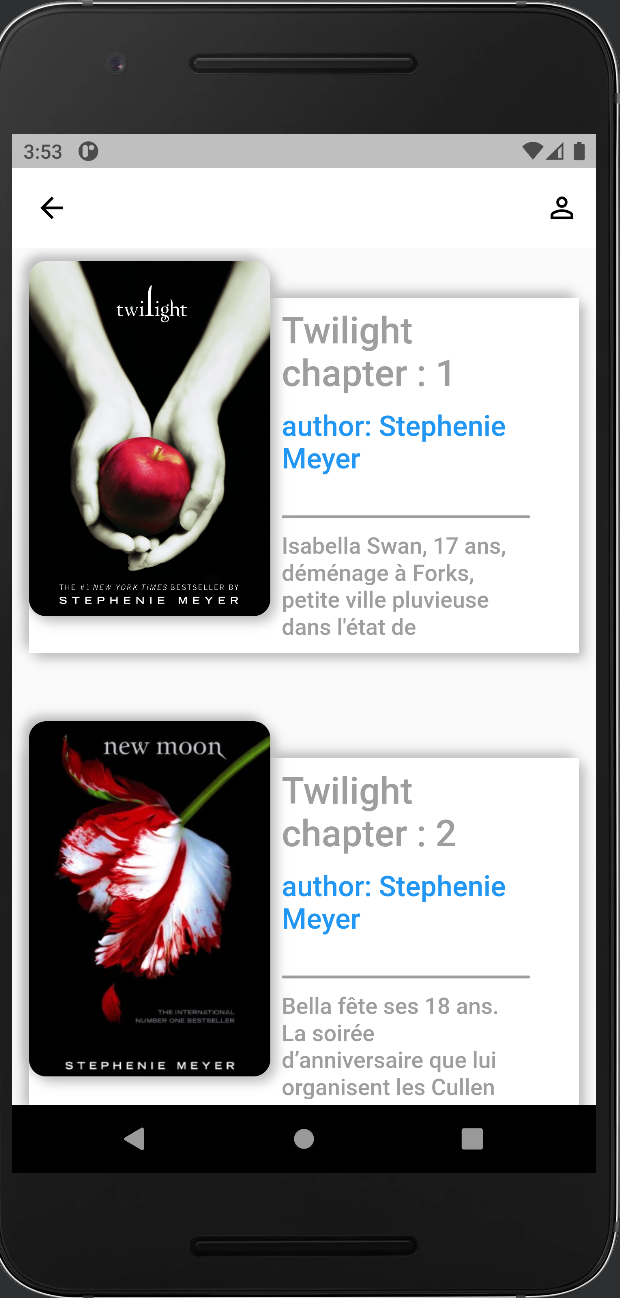 3:53
twilight
THE #1 NEW YORK TIMES BESTSELLER BY
STEPHENIE MEYER
Twilight
chapter : 1
author: Stephenie
Meyer
Isabella Swan, 17 ans,
déménage à Forks,
petite ville pluvieuse
dans l'état de
new moon
THE INTERNATIONAL
NUMBER ONE BESTSELLER
STEPHENIE MEYER
Twilight
chapter : 2
author: Stephenie
Meyer
Bella fête ses 18 ans.
La soirée
d’anniversaire que lui
organisent les Cullen